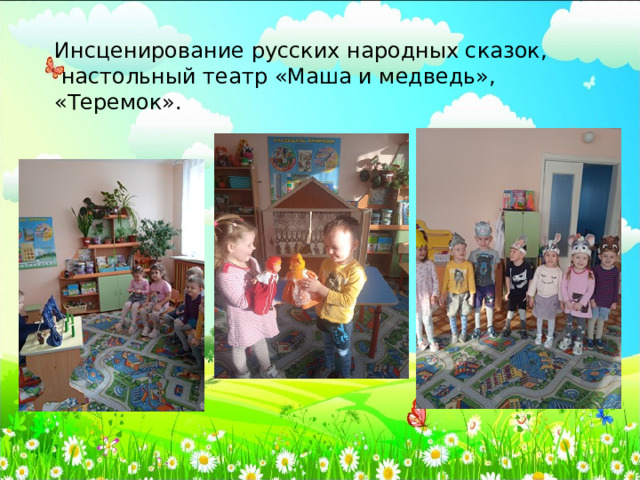 Инсценирование русских народных сказок,
настольный театр «Маша и медведь»,
«Теремок».